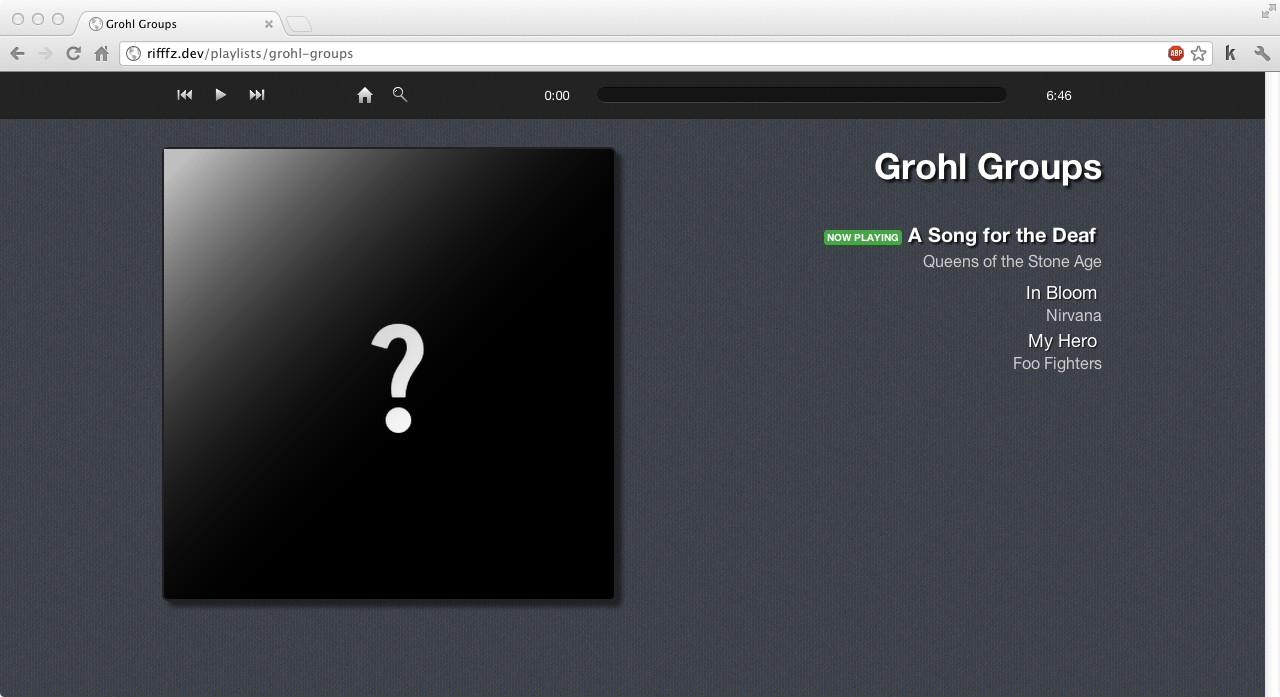 Grohl Groups
rifffz.dev/playlists/grohl-groups
ABP
k
0:00
6:46
?
Grohl Groups
NOW PLAYING A Song for the Deaf
Queens of the Stone Age
In Bloom
Nirvana
My Hero
Foo Fighters